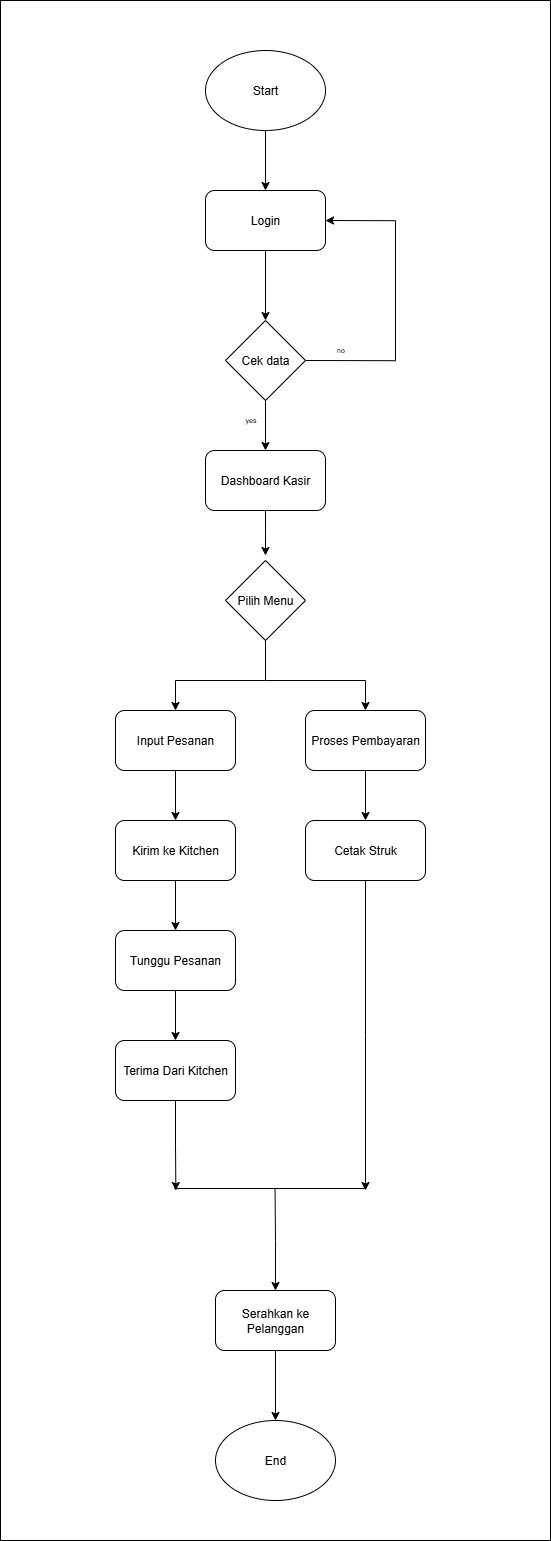 Start
Login
Cek data
no
yes
Dashboard Kasir
Pilih Menu
Input Pesanan
Proses Pembayaran
Kirim ke Kitchen
Cetak Struk
Tunggu Pesanan
Terima Dari Kitchen
Serahkan ke
Pelanggan
End